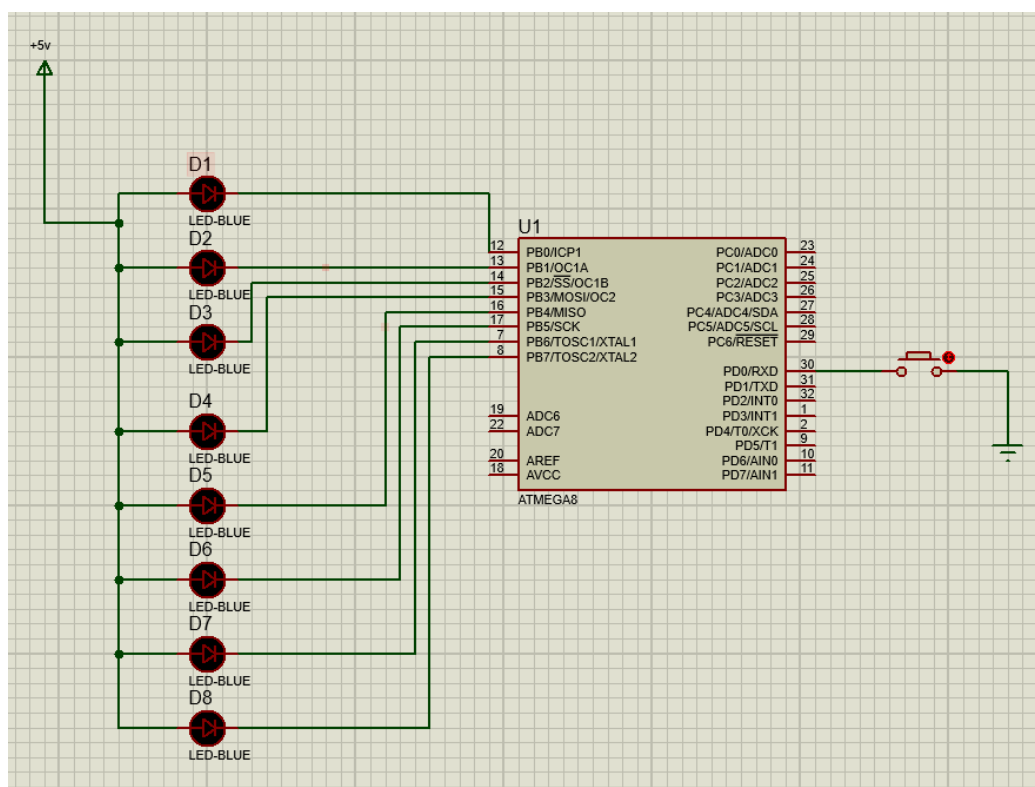 +5v
D1
LED-BLUE
D2
LED-BLUE
D3
LED-BLUE
D4
LED-BLUE
D5
LED-BLUE
D6
LED-BLUE
D7
LED-BLUE
D8
LED-BLUE
U1
12 PB0/ICP1 PC0/ADC0 23
13 PB1/OC1A PC1/ADC1 24
14 PB2/SS/OC1B PC2/ADC2 25
15 PB3/MOSI/OC2 PC3/ADC3 26
16 PB4/MISO PC4/ADC4/SDA 27
17 PB5/SCK PC5/ADC5/SCL 28
7 PB6/TOSC1/XTAL1 PC6/RESET 29
8 PB7/TOSC2/XTAL2
PD0/RXD 30
PD1/TXD 31
PD2/INT0 32
19 ADC6 PD3/INT1 1
22 ADC7 PD4/T0/XCK 2
PD5/T1 9
20 AREF PD6/AIN0 10
18 AVCC PD7/AIN1 11
ATMEGA8